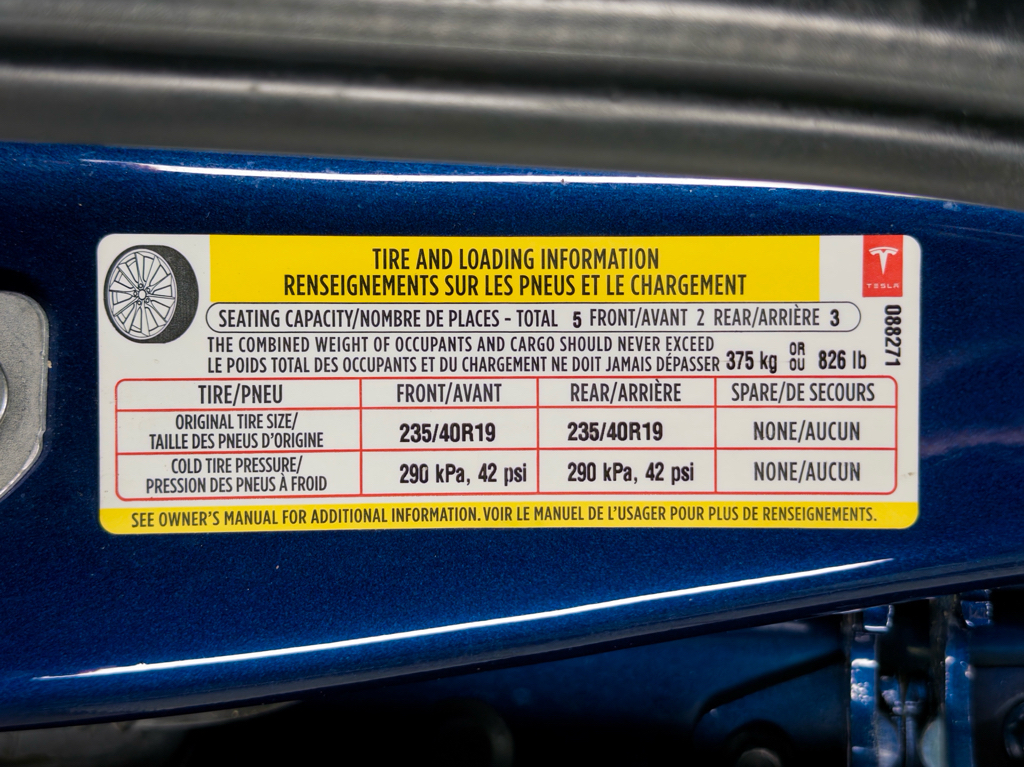 TIRE AND LOADING INFORMATION
RENSEIGNEMENTS SUR LES PNEUS ET LE CHARGEMENT
TESLA
SEATING CAPACITY/NOMBRE DE PLACES - TOTAL 5 FRONT/AVANT 2 REAR/ARRIÈRE 3
088271
THE COMBINED WEIGHT OF OCCUPANTS AND CARGO SHOULD NEVER EXCEED
LE POIDS TOTAL DES OCCUPANTS ET DU CHARGEMENT NE DOIT JAMAIS DÉPASSER 375 kg OR OU 826 lb
TIRE/PNEU FRONT/AVANT REAR/ARRIÈRE SPARE/DE SECOURS
ORIGINAL TIRE SIZE/
TAILLE DES PNEUS D'ORIGINE 235/40R19 235/40R19 NONE/AUCUN
COLD TIRE PRESSURE/
PRESSION DES PNEUS À FROID 290 kPa, 42 psi 290 kPa, 42 psi NONE/AUCUN
SEE OWNER'S MANUAL FOR ADDITIONAL INFORMATION. VOIR LE MANUEL DE L'USAGER POUR PLUS DE RENSEIGNEMENTS.